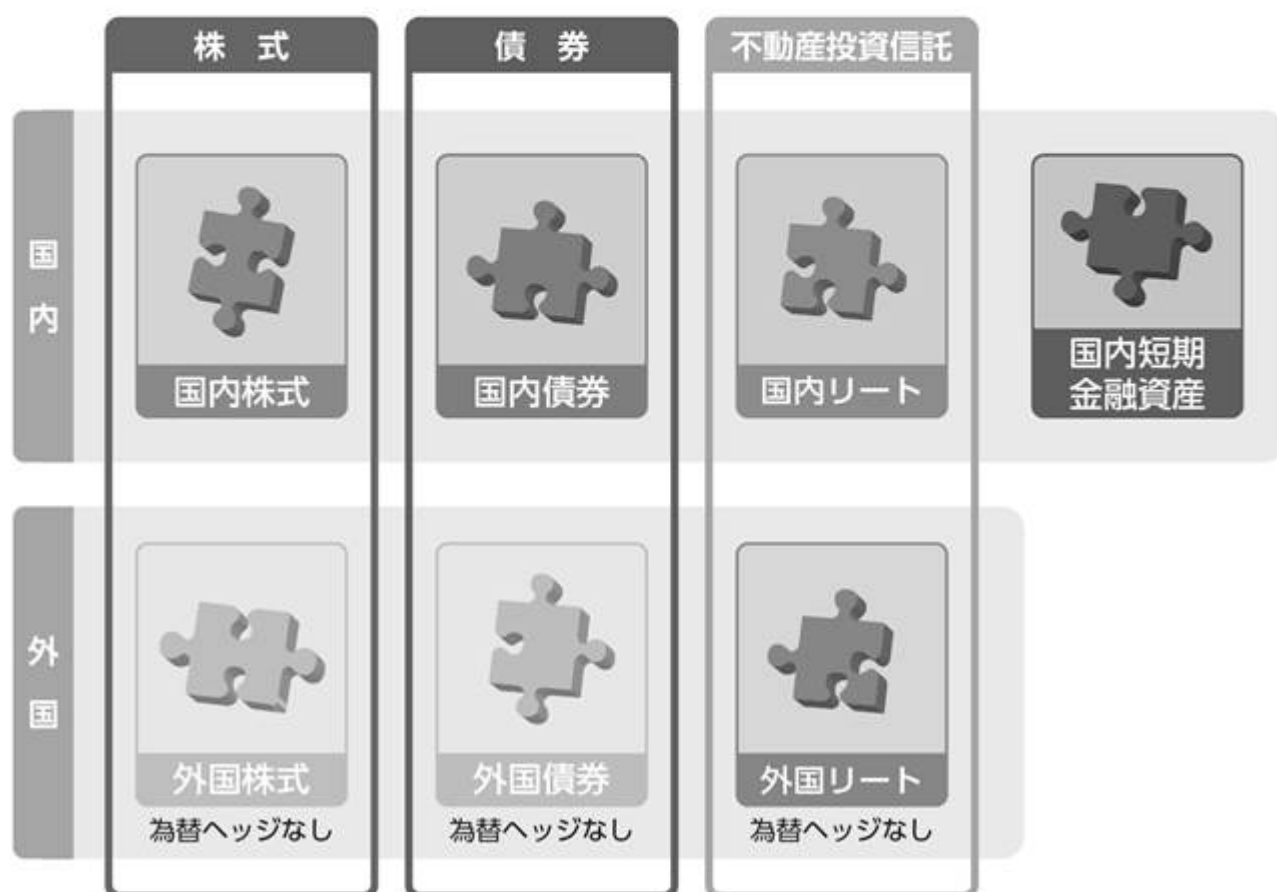 株式
債券
不動産投資信託
国内
国内株式
国内債券
国内リート
国内短期
金融資産
外国
外国株式
外国債券
外国リート
為替ヘッジなし
為替ヘッジなし
為替ヘッジなし